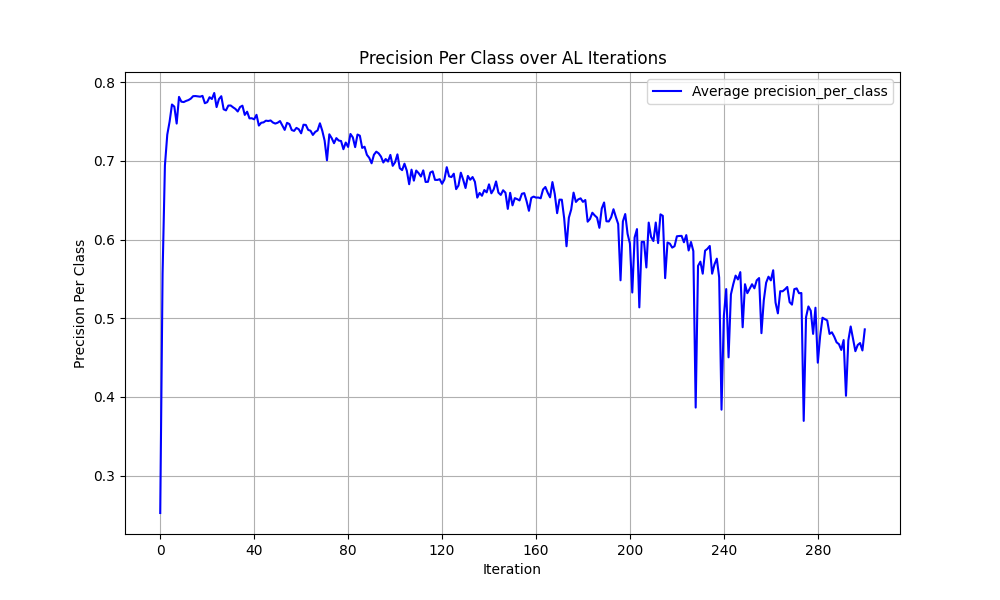 Precision Per Class over AL Iterations
Average precision_per_class
Precision Per Class
0.8
0.7
0.6
0.5
0.4
0.3
0 40 80 120 160 200 240 280
Iteration